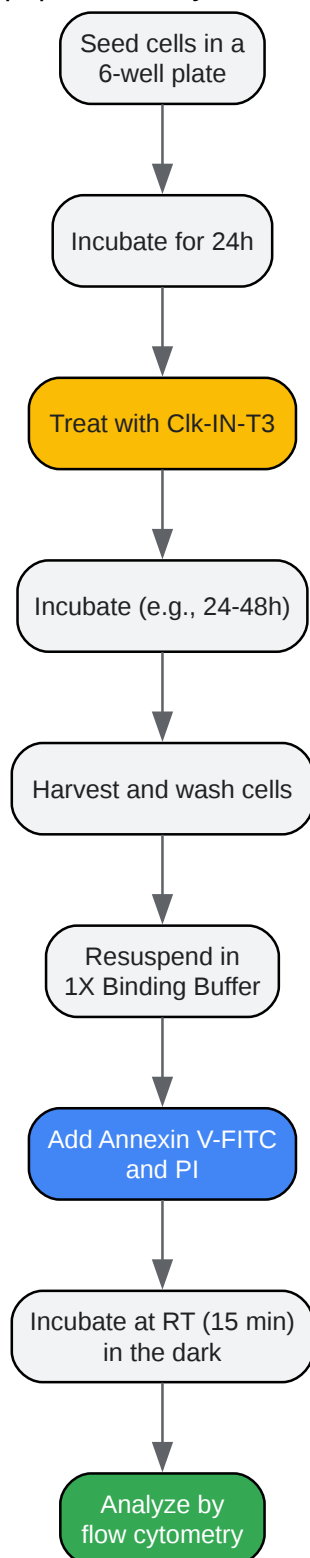 Seed cells in a
6-well plate
Incubate for 24h
Treat with Clk-IN-T3
Incubate (e.g., 24-48h)
Harvest and wash cells
Resuspend in
1X Binding Buffer
Add Annexin V-FITC
and PI
Incubate at RT (15 min)
in the dark
Analyze by
flow cytometry